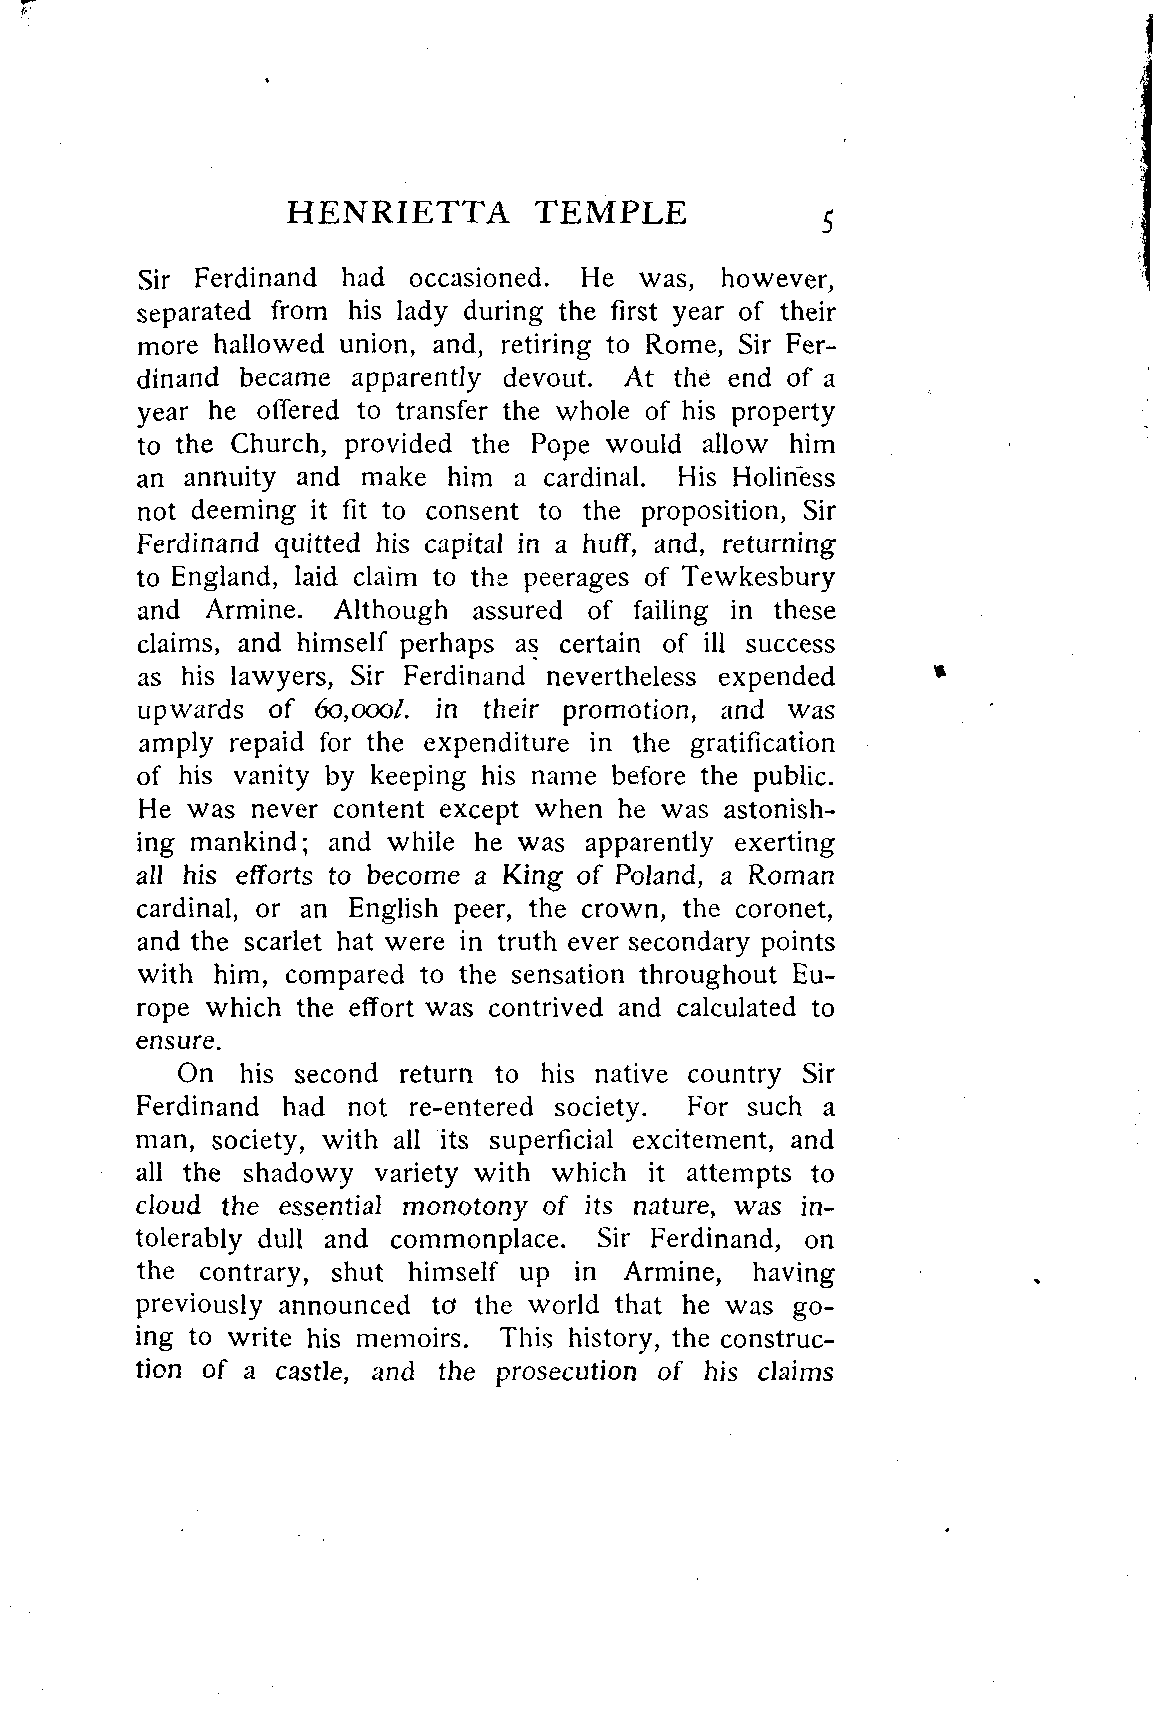 HENRIETTA TEMPLE 5
Sir Ferdinand had occasioned. He was, however,
separated from his lady during the first year of their
more hallowed union, and, retiring to Rome, Sir Fer-
dinand became apparently devout. At the end of a
year he offered to transfer the whole of his property
to the Church, provided the Pope would allow him
an annuity and make him a cardinal. His Holiness
not deeming it fit to consent to the proposition, Sir
Ferdinand quitted his capital in a huff, and, returning
to England, laid claim to the peerages of Tewkesbury
and Armine. Although assured of failing in these
claims, and himself perhaps as certain of ill success
as his lawyers, Sir Ferdinand nevertheless expended
upwards of 60,000l. in their promotion, and was
amply repaid for the expenditure in the gratification
of his vanity by keeping his name before the public.
He was never content except when he was astonish-
ing mankind; and while he was apparently exerting
all his efforts to become a King of Poland, a Roman
cardinal, or an English peer, the crown, the coronet,
and the scarlet hat were in truth ever secondary points
with him, compared to the sensation throughout Eu-
rope which the effort was contrived and calculated to
ensure.
On his second return to his native country Sir
Ferdinand had not re-entered society. For such a
man, society, with all its superficial excitement, and
all the shadowy variety with which it attempts to
cloud the essential monotony of its nature, was in-
tolerably dull and commonplace. Sir Ferdinand, on
the contrary, shut himself up in Armine, having
previously announced to the world that he was go-
ing to write his memoirs. This history, the construc-
tion of a castle, and the prosecution of his claims